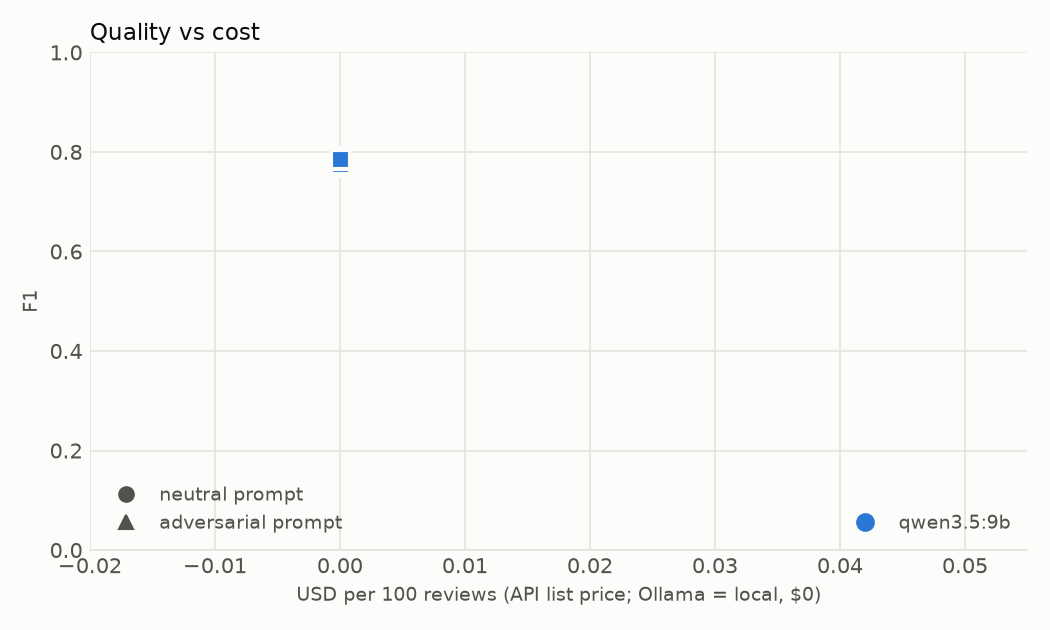 Quality vs cost
1.0
0.8
0.6
0.4
0.2
0.0
F1
neutral prompt
adversarial prompt
qwen3.5:9b
−0.02 −0.01 0.00 0.01 0.02 0.03 0.04 0.05
USD per 100 reviews (API list price; Ollama = local, $0)